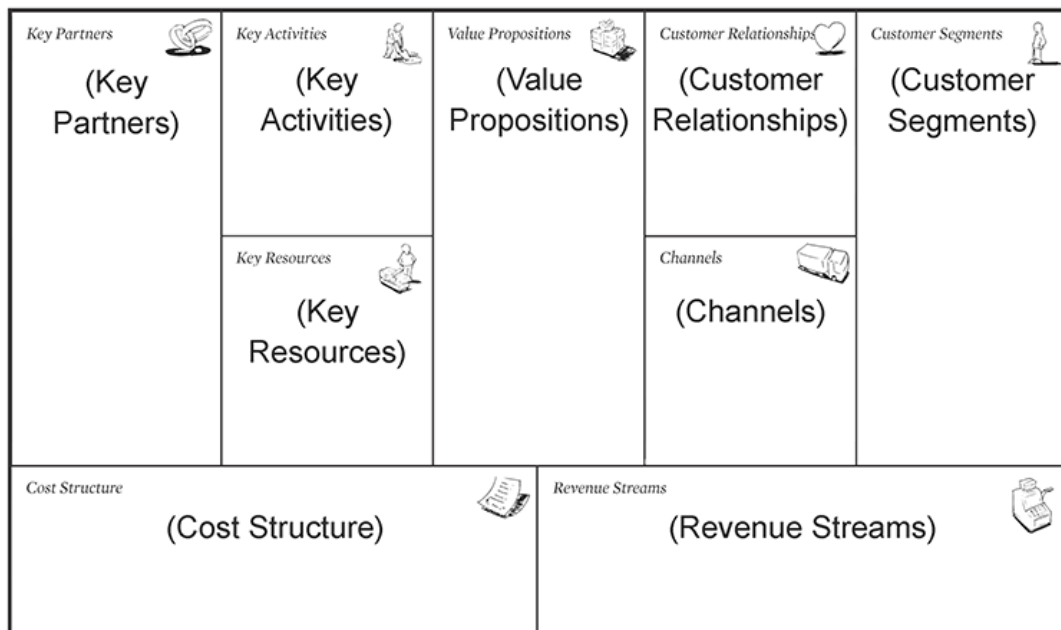 Key Partners
(Key
Partners)
Key Activities
(Key
Activities)
Key Resources
(Key
Resources)
Value Propositions
(Value
Propositions)
Customer Relationships
(Customer
Relationships)
Channels
(Channels)
Customer Segments
(Customer
Segments)
Cost Structure
(Cost Structure)
Revenue Streams
(Revenue Streams)